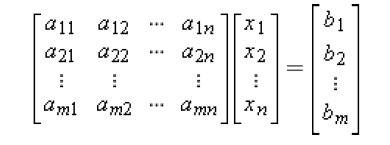 [a₁₁ a₁₂ ⋯ a₁ₙ] [x₁] = [b₁]
[a₂₁ a₂₂ ⋯ a₂ₙ] [x₂] [b₂]
[⋮ ⋮ ⋮] [⋮] [⋮]
[aₘ₁ aₘ₂ ⋯ aₘₙ] [xₙ] [bₘ]